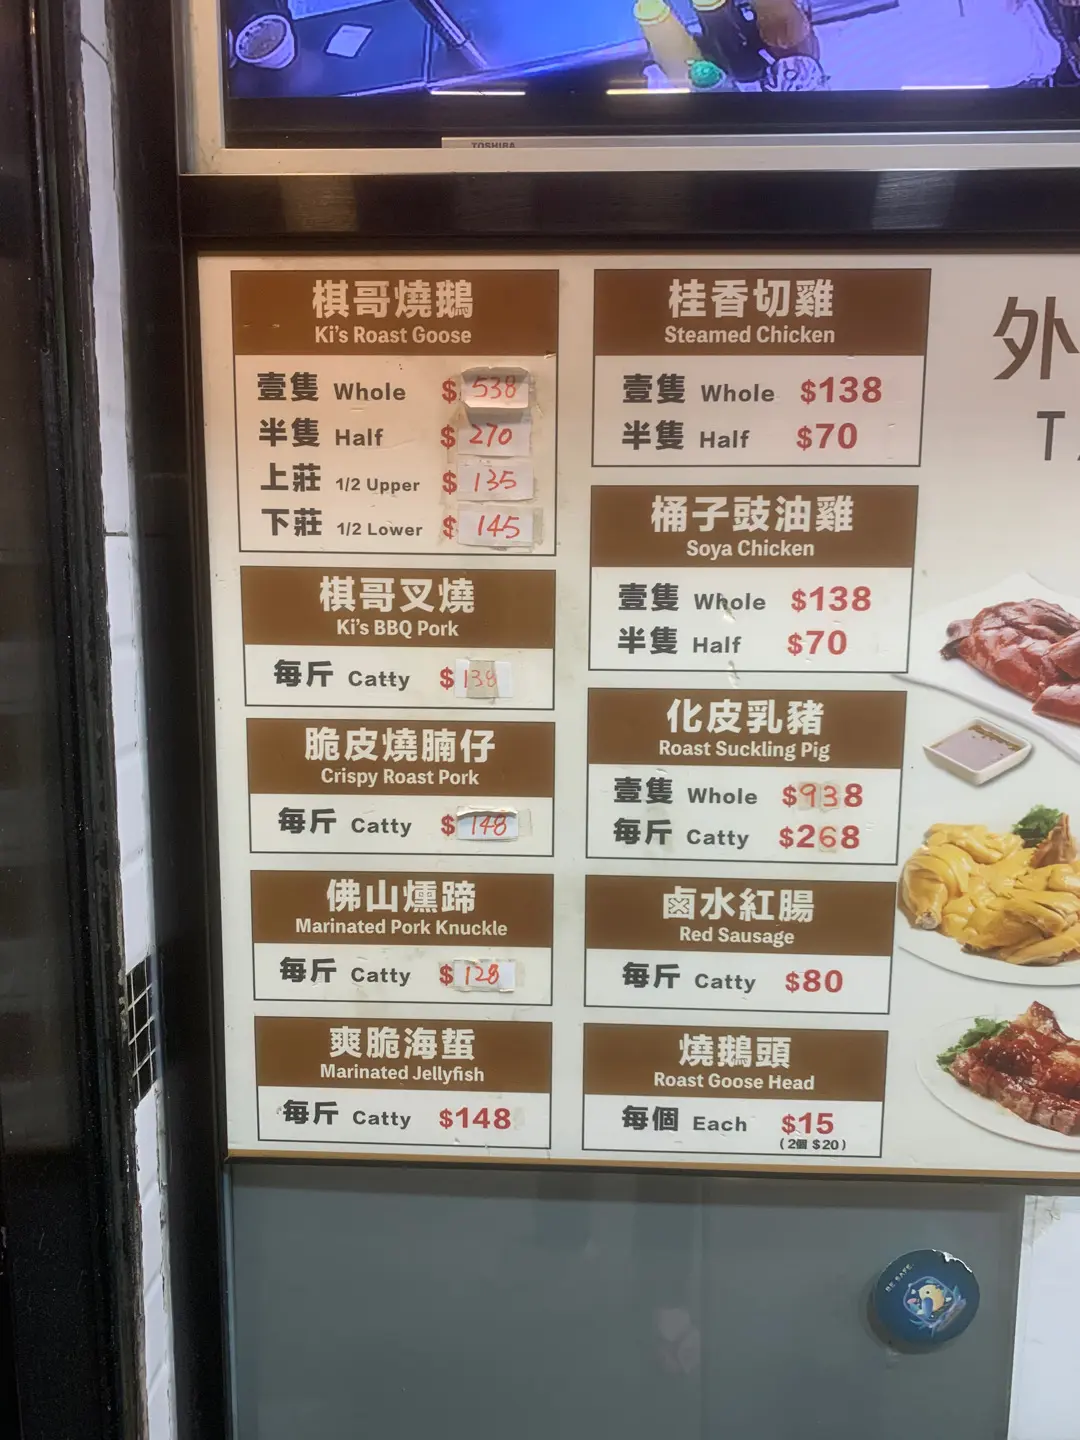 TOSHIBA
棋哥燒鵝
Ki's Roast Goose
壹隻 Whole $538
半隻 Half $270
上莊 1/2 Upper $135
下莊 1/2 Lower $145
棋哥叉燒
Ki's BBQ Pork
每斤 Catty $138
脆皮燒腩仔
Crispy Roast Pork
每斤 Catty $148
佛山燻蹄
Marinated Pork Knuckle
每斤 Catty $128
爽脆海蜇
Marinated Jellyfish
每斤 Catty $148
桂香切雞
Steamed Chicken
壹隻 Whole $138
半隻 Half $70
桶子豉油雞
Soya Chicken
壹隻 Whole $138
半隻 Half $70
化皮乳豬
Roast Suckling Pig
壹隻 Whole $938
每斤 Catty $268
鹵水紅腸
Red Sausage
每斤 Catty $80
燒鵝頭
Roast Goose Head
每個 Each $15
(2個 $20)
外
T
BE SAFE